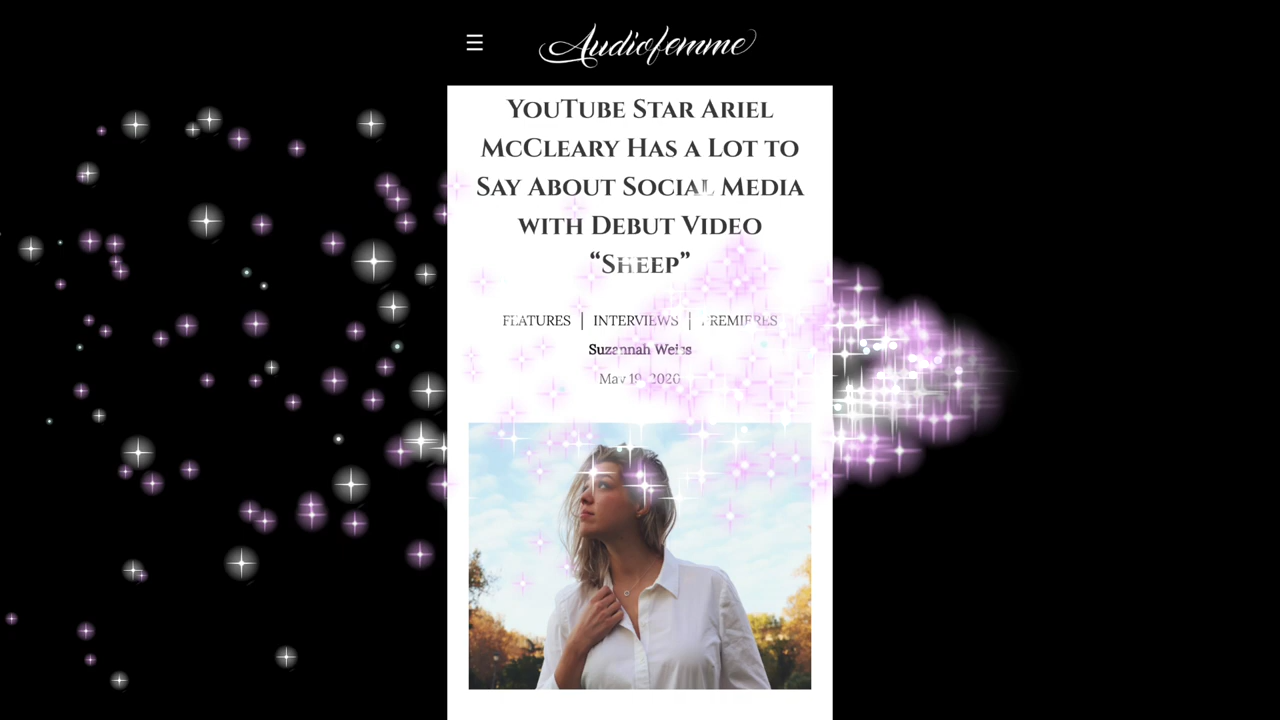 Audiofemme
YouTube Star Ariel
McCleary Has a Lot to
Say About Social Media
with Debut Video
“Sheep”
FEATURES | INTERVIEWS | PREMIERES
Suzannah Weiss
May 19, 2020